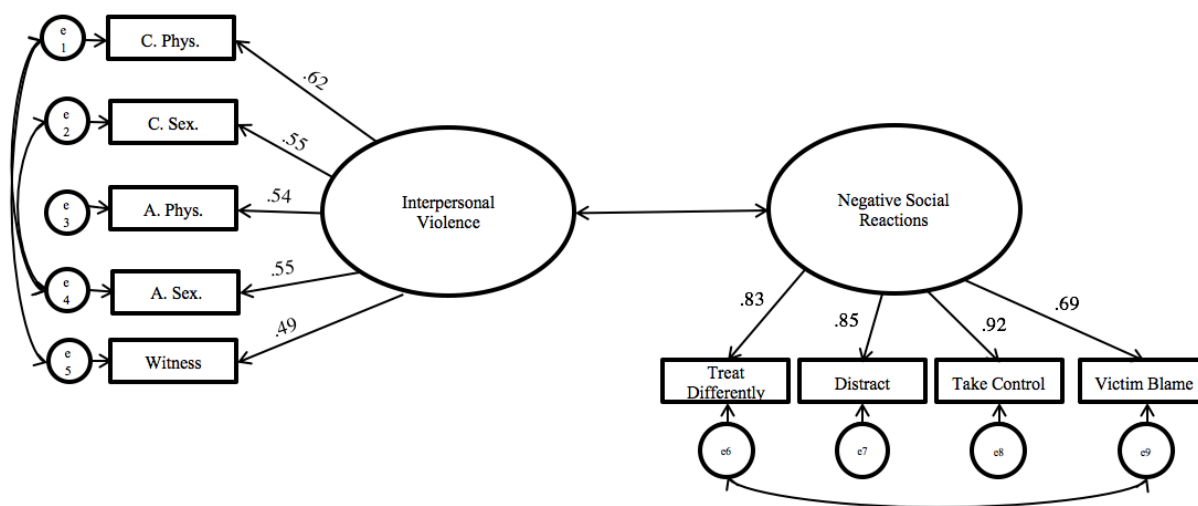 e
1
C. Phys.
.62
e
2
C. Sex.
.55
e
3
A. Phys.
.54
Interpersonal
Violence
Negative Social
Reactions
e
4
A. Sex.
.55
e
5
Witness
.49
.83
.85
.92
.69
Treat
Differently
Distract
Take Control
Victim Blame
e6
e7
e8
e9